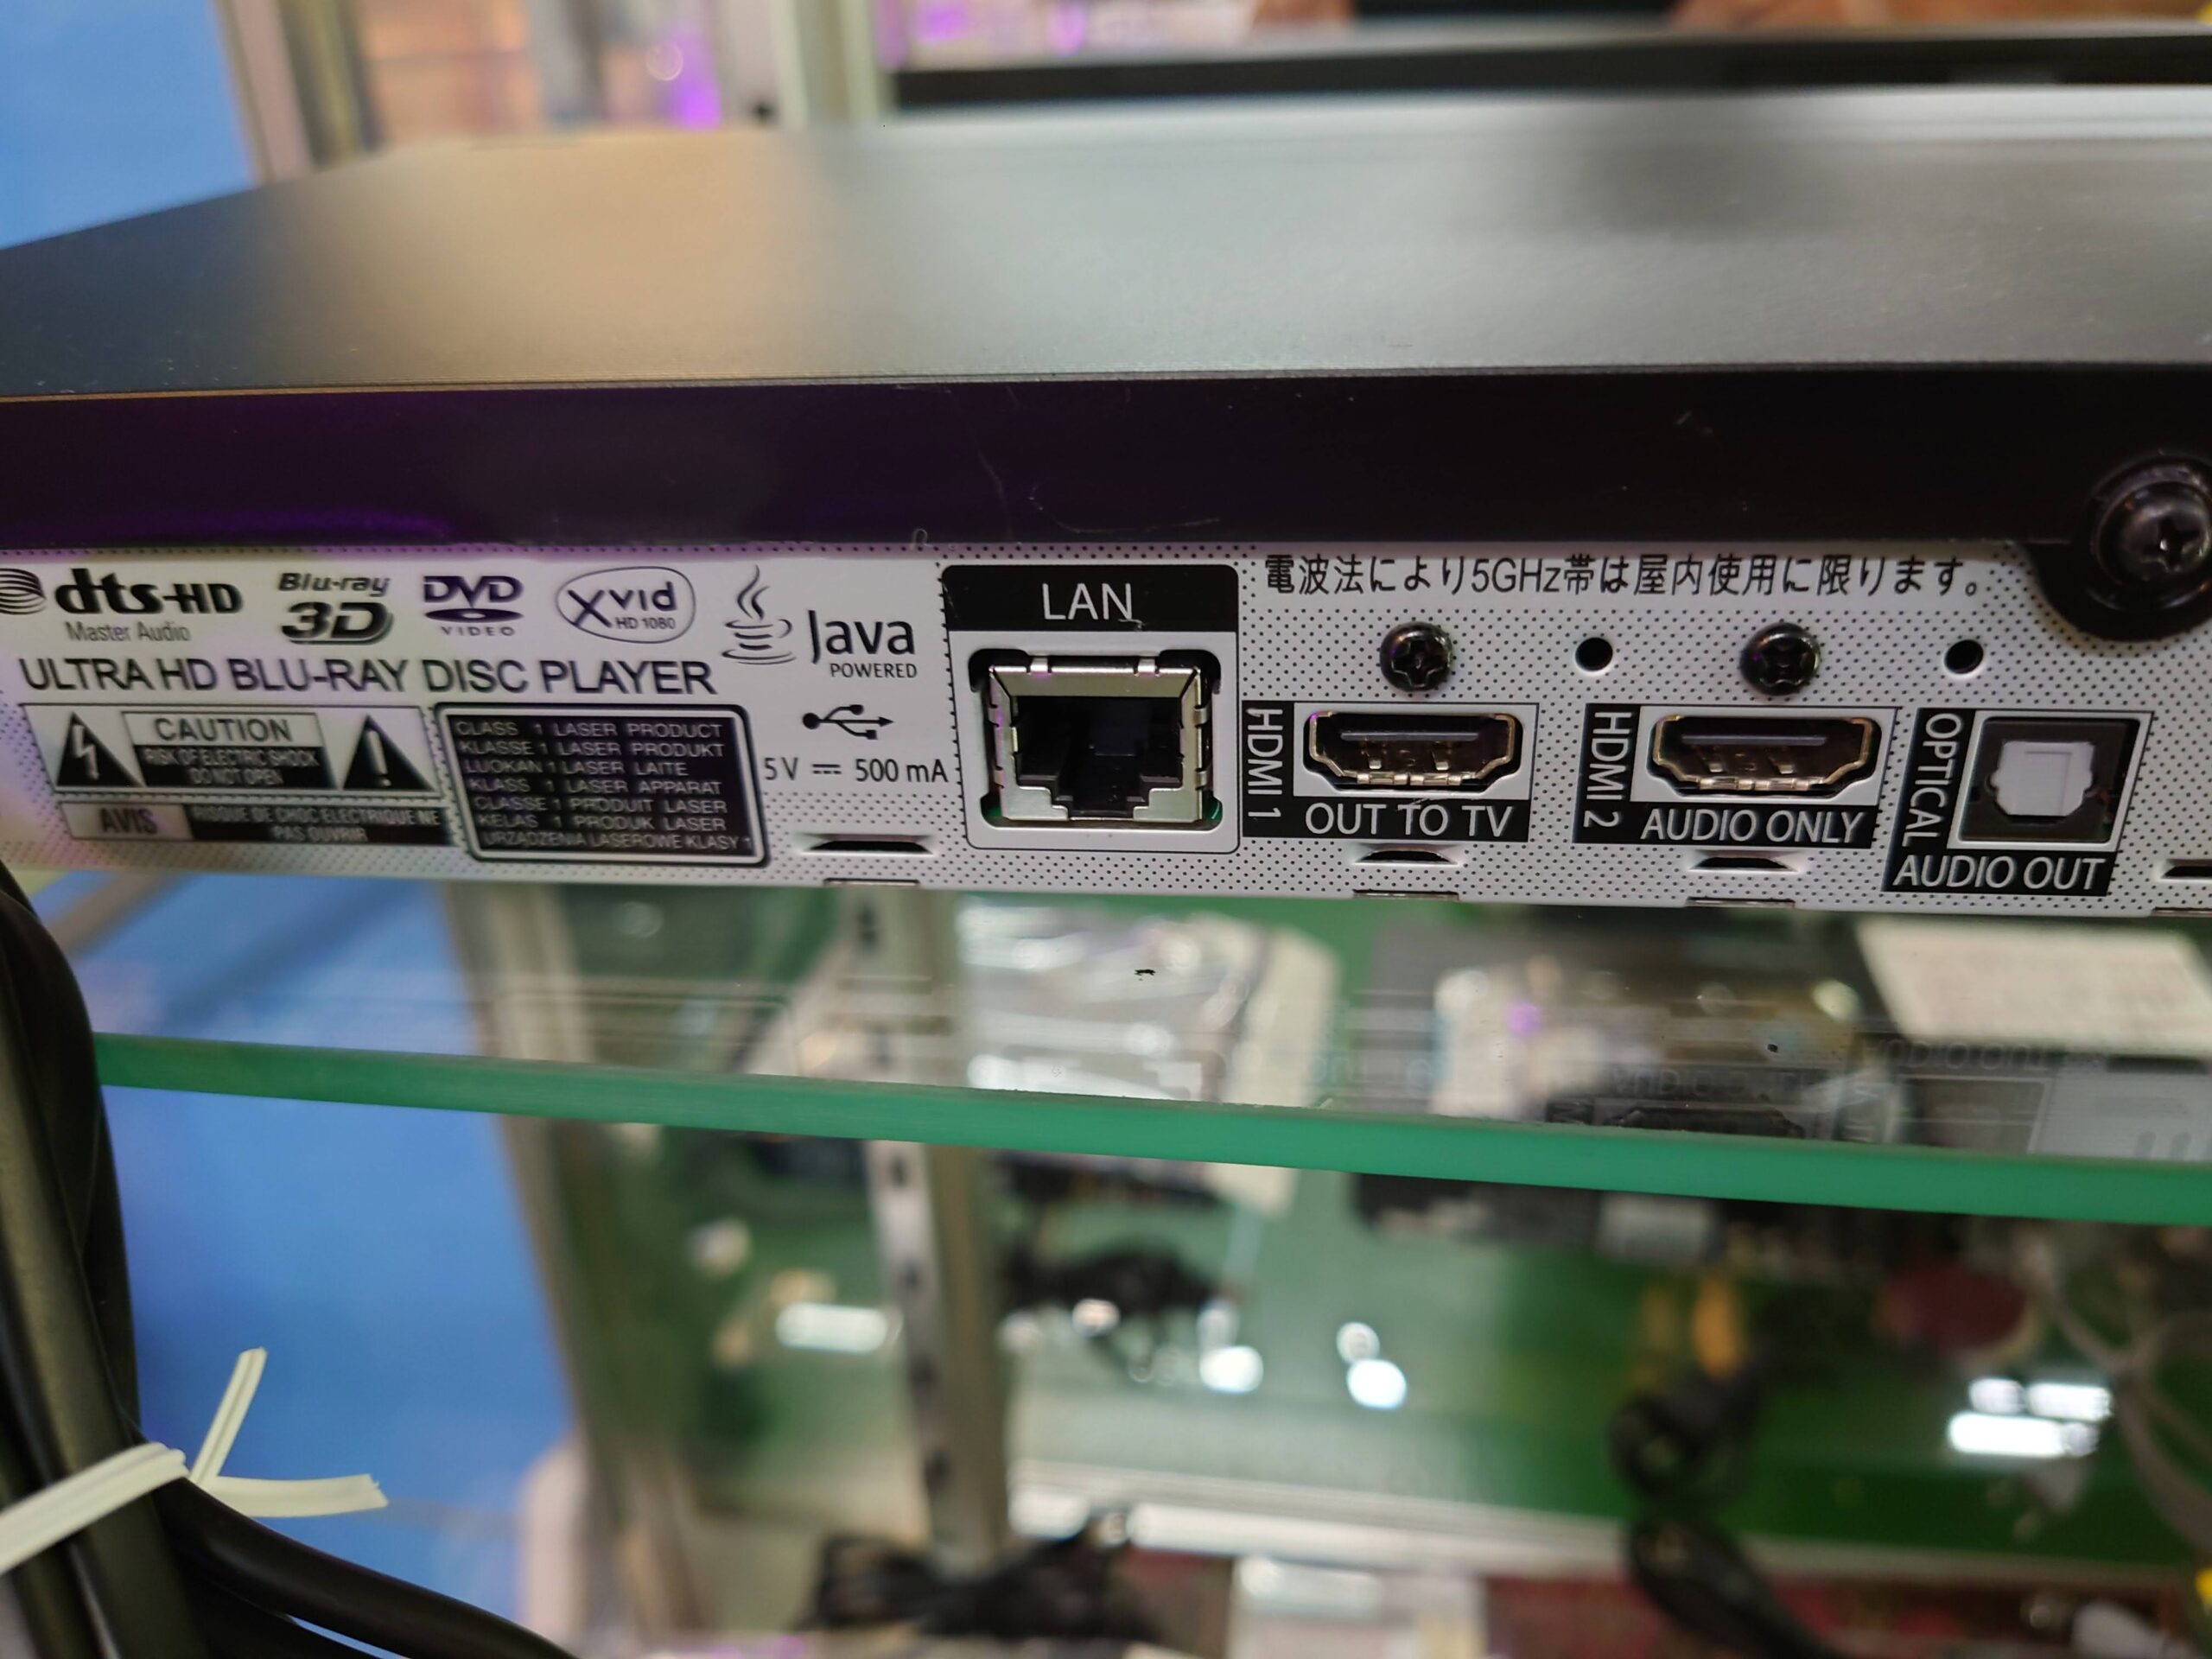 dts-HD
Master Audio
Blu-ray
3D
DVD
VIDEO
Xvid
HD 1080
Java
POWERED
ULTRA HD BLU-RAY DISC PLAYER
CAUTION
RISK OF ELECTRIC SHOCK
DO NOT OPEN
AVIS
RISQUE DE CHOC ELECTRIQUE NE
PAS OUVRIR
CLASS 1 LASER PRODUCT
KLASSE 1 LASER PRODUKT
LUOKAN 1 LASER LAITE
KLASS 1 LASER APPARAT
CLASSE 1 PRODUIT LASER
KELAS 1 PRODUK LASER
URZĄDZENIA LASEROWE KLASY 1
5 V ⎓ 500 mA
LAN
電波法により5GHz帯は屋内使用に限ります。
HDMI 1
OUT TO TV
HDMI 2
AUDIO ONLY
OPTICAL
AUDIO OUT